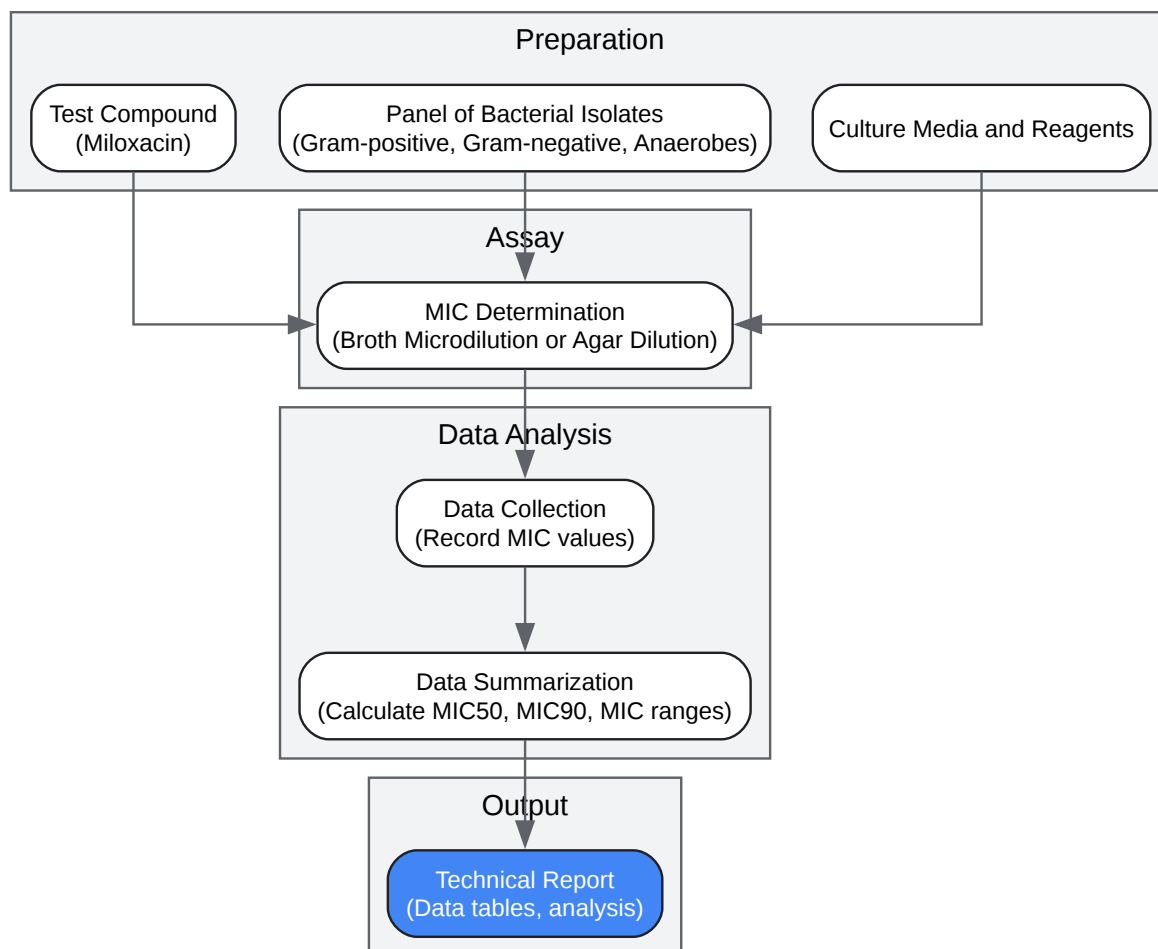 Preparation
Test Compound
(Miloxacin)
Panel of Bacterial Isolates
(Gram-positive, Gram-negative, Anaerobes)
Culture Media and Reagents
Assay
MIC Determination
(Broth Microdilution or Agar Dilution)
Data Analysis
Data Collection
(Record MIC values)
Data Summarization
(Calculate MIC50, MIC90, MIC ranges)
Output
Technical Report
(Data tables, analysis)